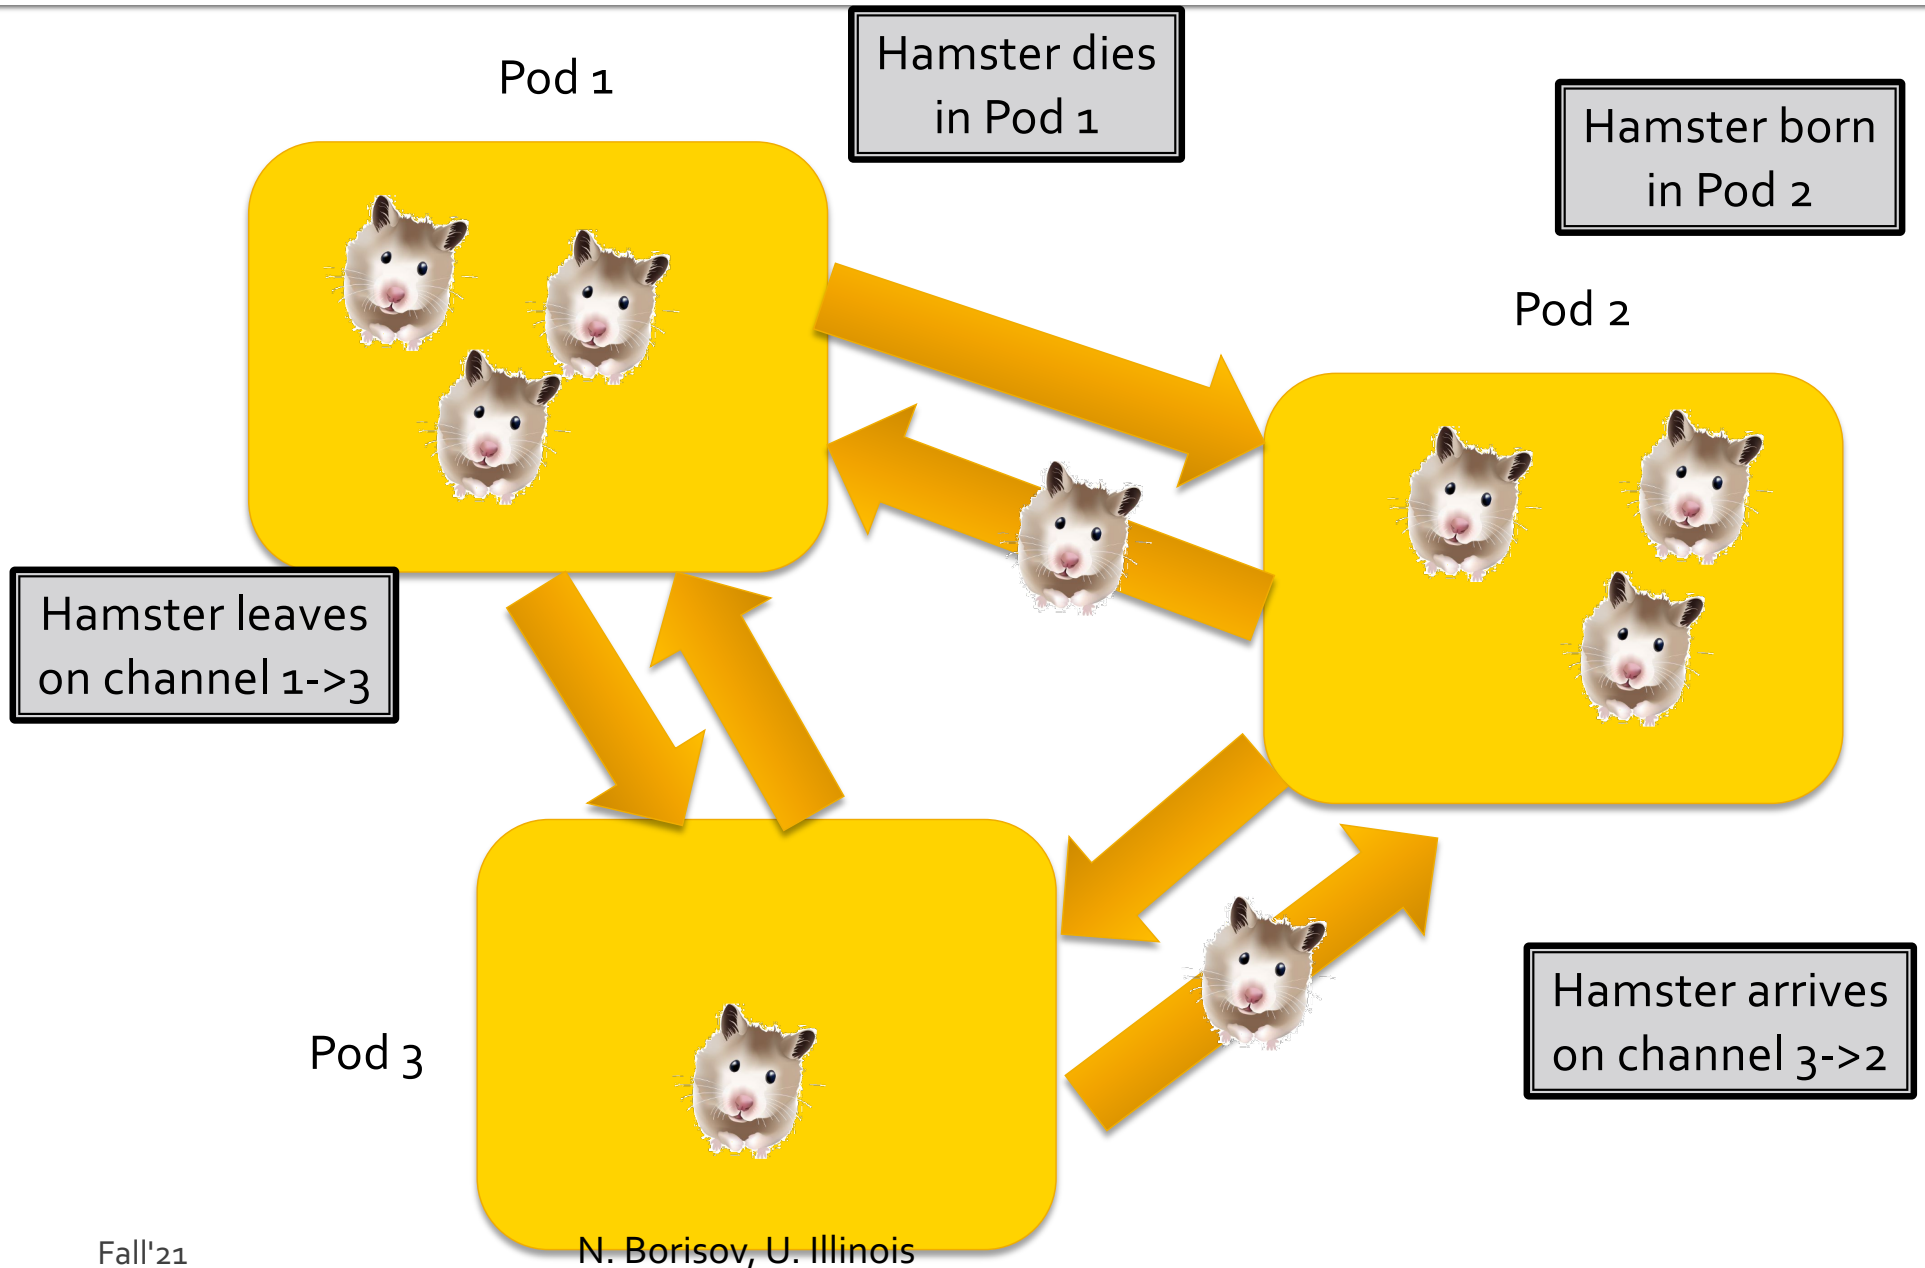 Pod 1
Hamster dies
in Pod 1
Hamster born
in Pod 2
Pod 2
Hamster leaves
on channel 1->3
Pod 3
Hamster arrives
on channel 3->2
Fall'21
N. Borisov, U. Illinois